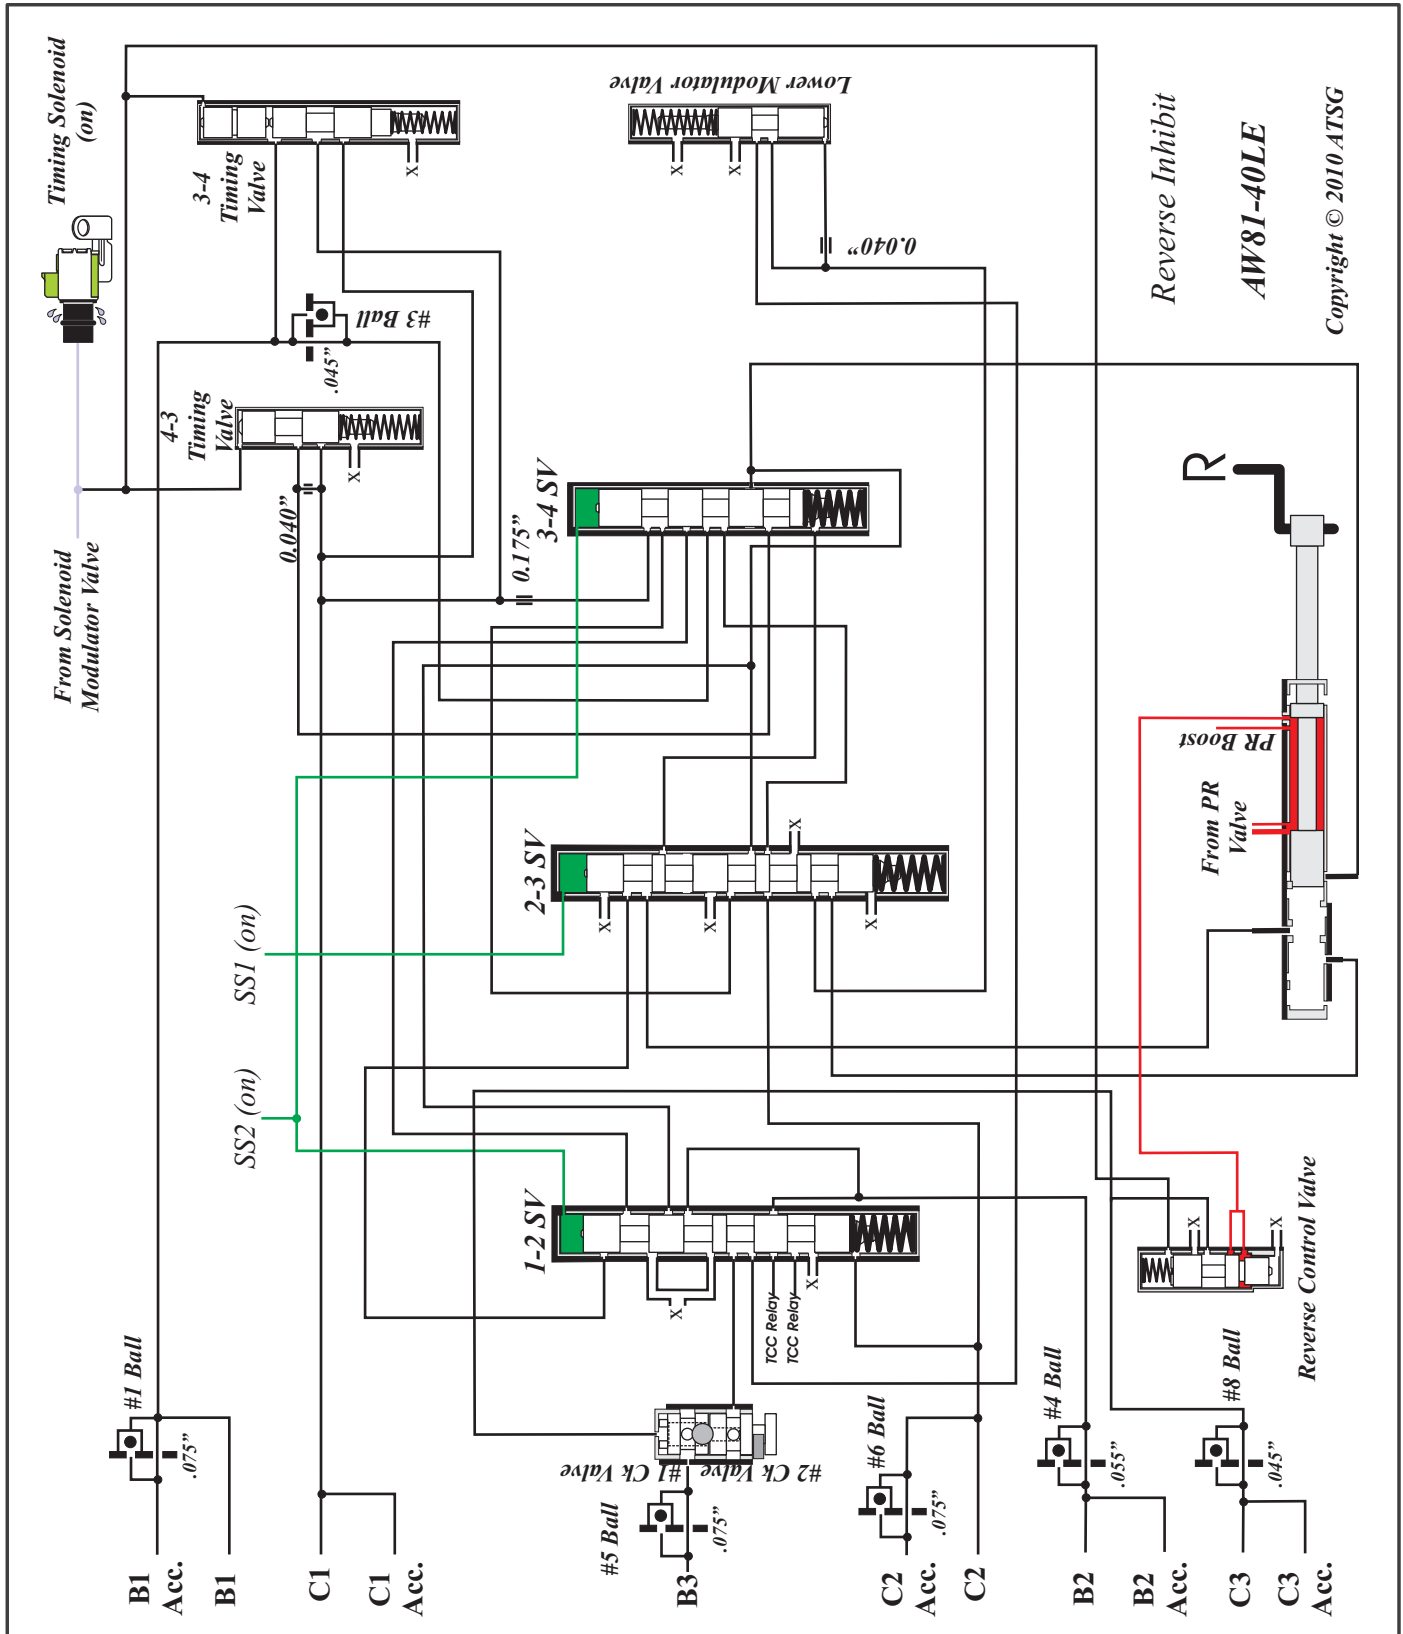 Timing Solenoid
(on)
From Solenoid
Modulator Valve
3-4
Timing
Valve
X
Lower Modulator Valve
X
X
0.040”
#3 Ball
.045”
4-3
Timing
Valve
X
0.040”
0.175”
3-4 SV
Reverse Inhibit
AW81-40LE
Copyright © 2010 ATSG
R
PR Boost
From PR
Valve
SS1 (on)
2-3 SV
X
X
X
X
SS2 (on)
1-2 SV
X
TCC Relay
TCC Relay
X
X
X
Reverse Control Valve
#1 Ball
.075”
#1 Ck Valve
#2 Ck Valve
#5 Ball
.075”
#6 Ball
.075”
#4 Ball
.055”
#8 Ball
.045”
B1
Acc.
B1
C1
C1
Acc.
B3
C2
Acc.
C2
B2
B2
Acc.
C3
C3
Acc.